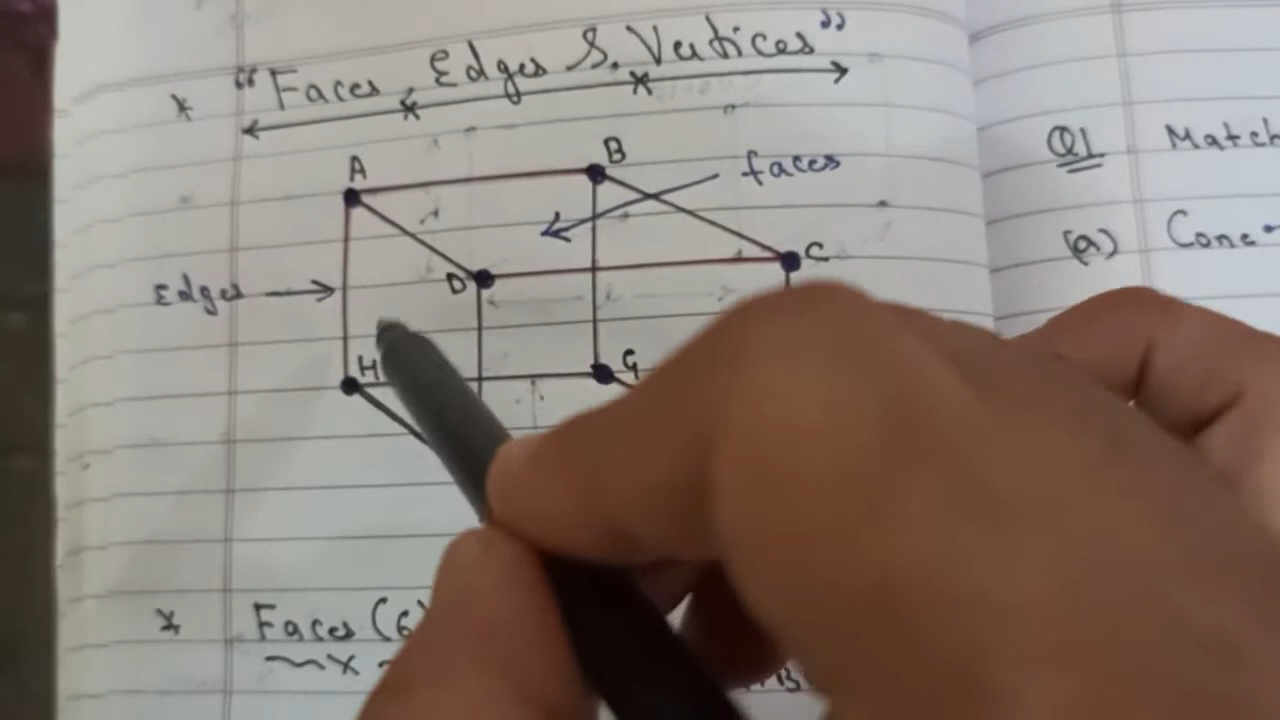 * "Faces, Edges & Vertices"
A
B
faces
C
D
Edges
H
G
* Faces (6)
Q1 Match
(a) Cone